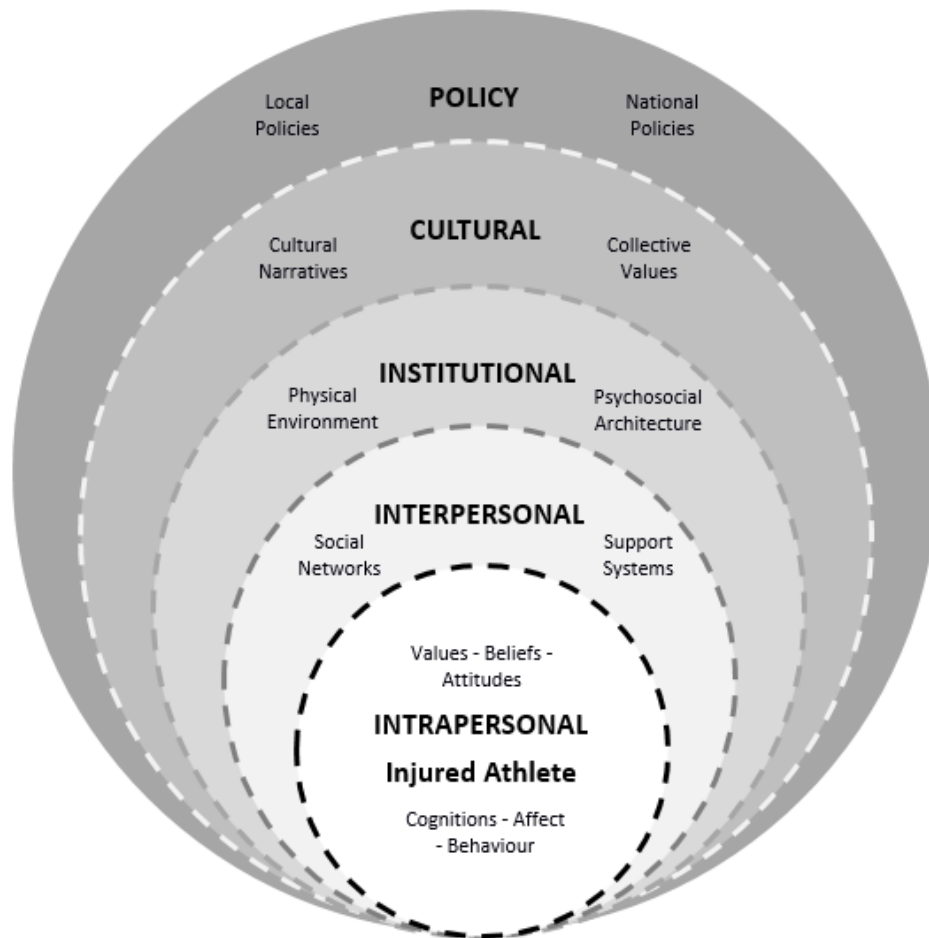 POLICY
Local
Policies
National
Policies
CULTURAL
Cultural
Narratives
Collective
Values
INSTITUTIONAL
Physical
Environment
Psychosocial
Architecture
INTERPERSONAL
Social
Networks
Support
Systems
Values - Beliefs -
Attitudes
INTRAPERSONAL
Injured Athlete
Cognitions - Affect
- Behaviour